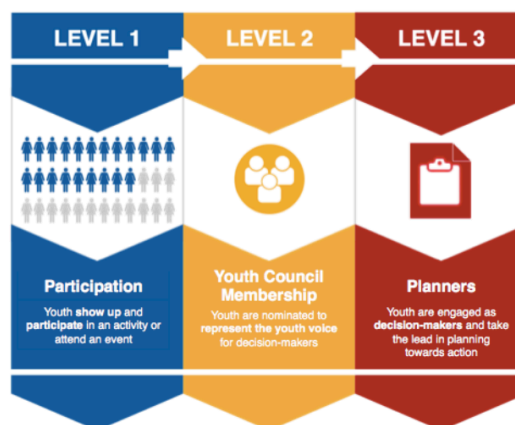 LEVEL 1
LEVEL 2
LEVEL 3
Participation
Youth show up and
participate in an activity or
attend an event
Youth Council
Membership
Youth are nominated to
represent the youth voice
for decision-makers
Planners
Youth are engaged as
decision-makers and take
the lead in planning
towards action